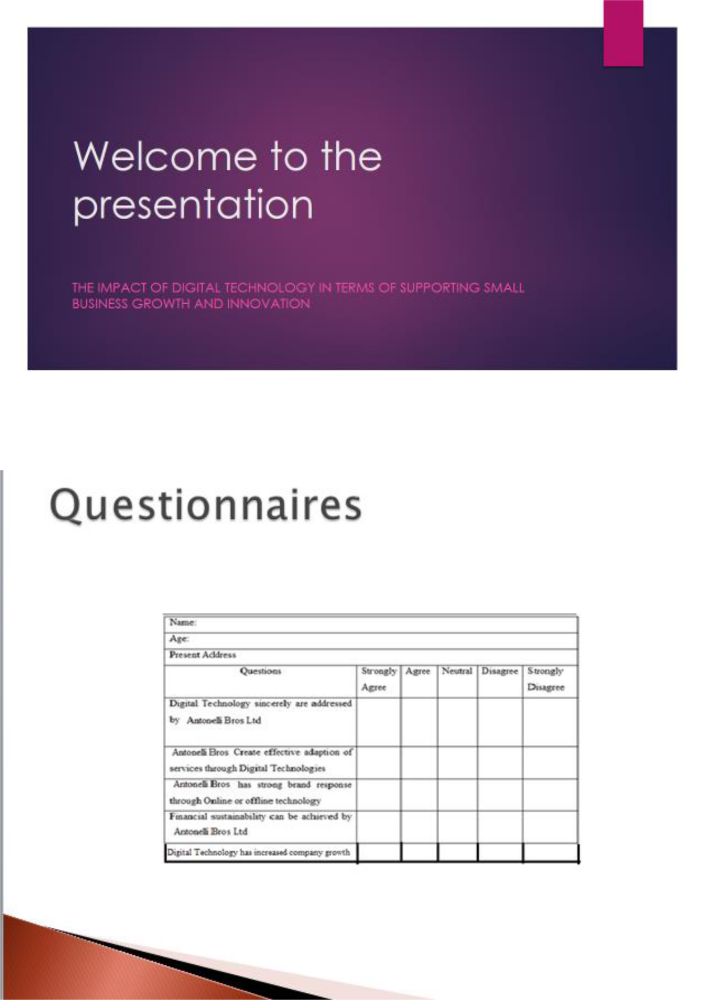 Welcome to the
presentation
THE IMPACT OF DIGITAL TECHNOLOGY IN TERMS OF SUPPORTING SMALL
BUSINESS GROWTH AND INNOVATION
Questionnaires
Name:
Age:
Present Address
Questions
Strongly
Agree
Agree
Neutral
Disagree
Strongly
Disagree
Digital Technology sincerely are addressed
by Antonelli Bros Ltd
Antonelli Bros Create effective adaption of
services through Digital Technologies
Antonelli Bros has strong brand response
through Online or offline technology
Financial sustainability can be achieved by
Antonelli Bros Ltd
Digital Technology has increased company growth